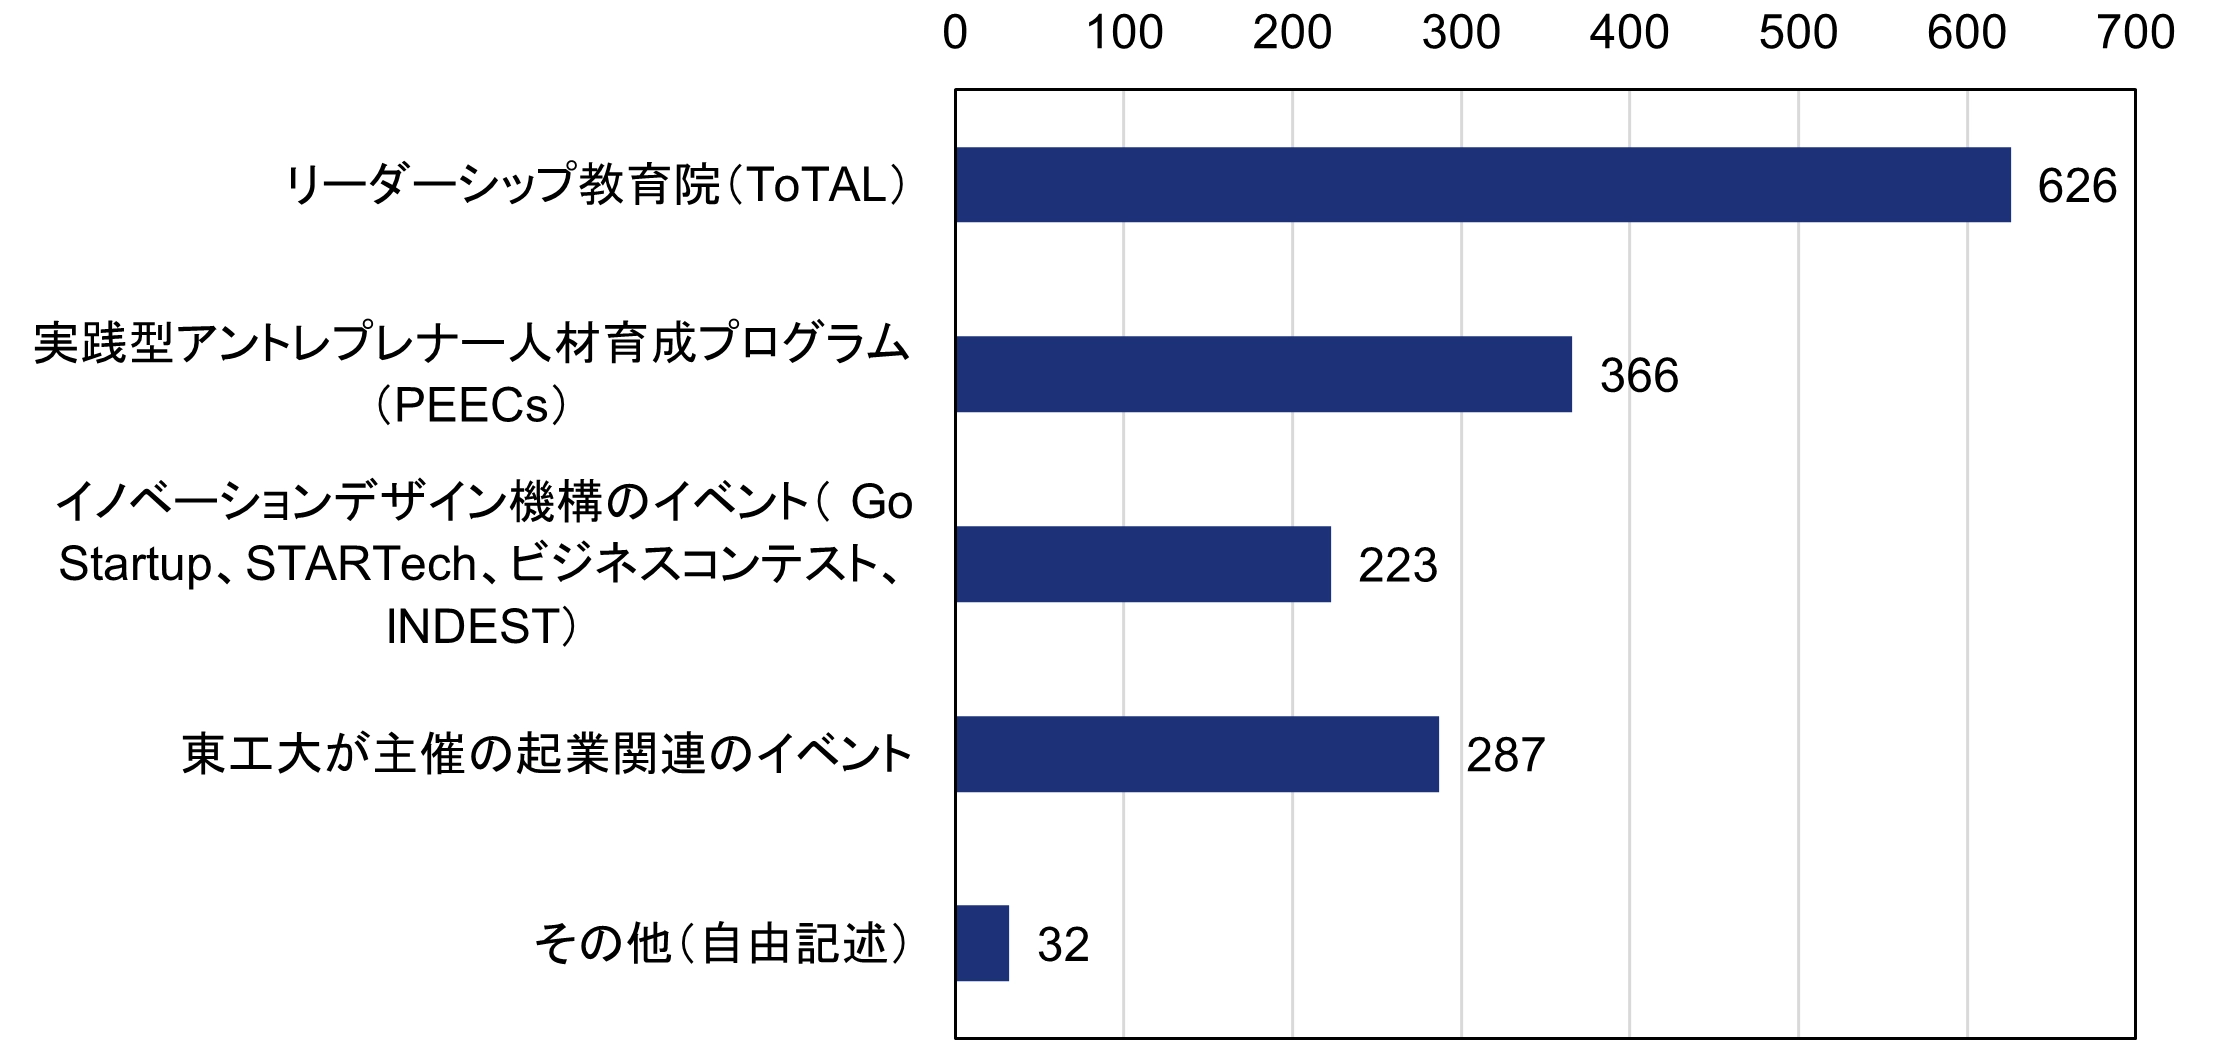 0 100 200 300 400 500 600 700
リーダーシップ教育院（ToTAL） 626
実践型アントレプレナー人材育成プログラム
（PEECs）
366
イノベーションデザイン機構のイベント（ Go
Startup、STARTech、ビジネスコンテスト、
INDEST）
223
東工大が主催の起業関連のイベント 287
その他（自由記述） 32